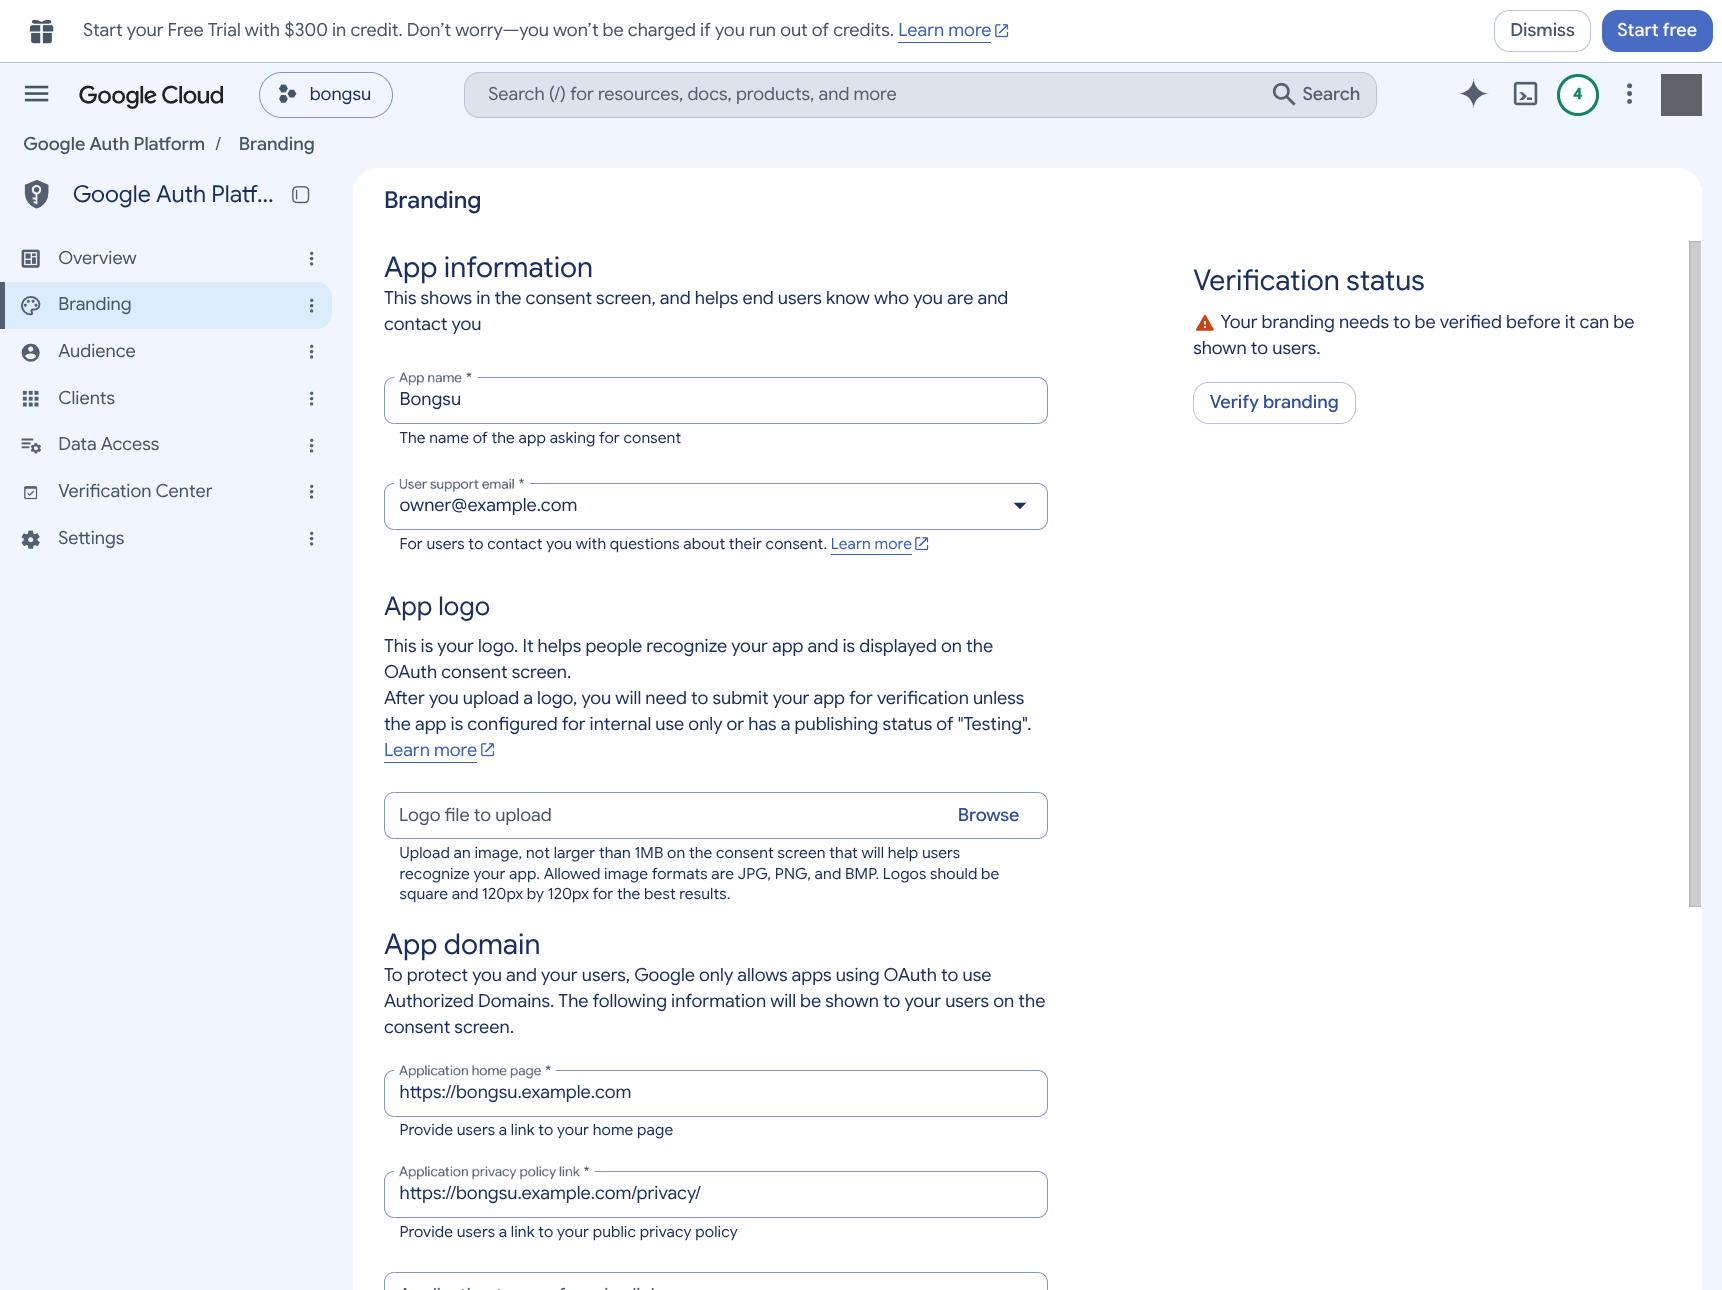 Start your Free Trial with $300 in credit. Don’t worry—you won’t be charged if you run out of credits. Learn more
Dismiss
Start free
Google Cloud
bongsu
Search (/) for resources, docs, products, and more
Search
4
Google Auth Platform / Branding
Google Auth Platf...
Overview
Branding
Audience
Clients
Data Access
Verification Center
Settings
Branding
App information
This shows in the consent screen, and helps end users know who you are and
contact you
App name *
Bongsu
The name of the app asking for consent
User support email *
owner@example.com
For users to contact you with questions about their consent. Learn more
App logo
This is your logo. It helps people recognize your app and is displayed on the
OAuth consent screen.
After you upload a logo, you will need to submit your app for verification unless
the app is configured for internal use only or has a publishing status of "Testing".
Learn more
Logo file to upload
Browse
Upload an image, not larger than 1MB on the consent screen that will help users
recognize your app. Allowed image formats are JPG, PNG, and BMP. Logos should be
square and 120px by 120px for the best results.
App domain
To protect you and your users, Google only allows apps using OAuth to use
Authorized Domains. The following information will be shown to your users on the
consent screen.
Application home page *
https://bongsu.example.com
Provide users a link to your home page
Application privacy policy link *
https://bongsu.example.com/privacy/
Provide users a link to your public privacy policy
Verification status
Your branding needs to be verified before it can be
shown to users.
Verify branding